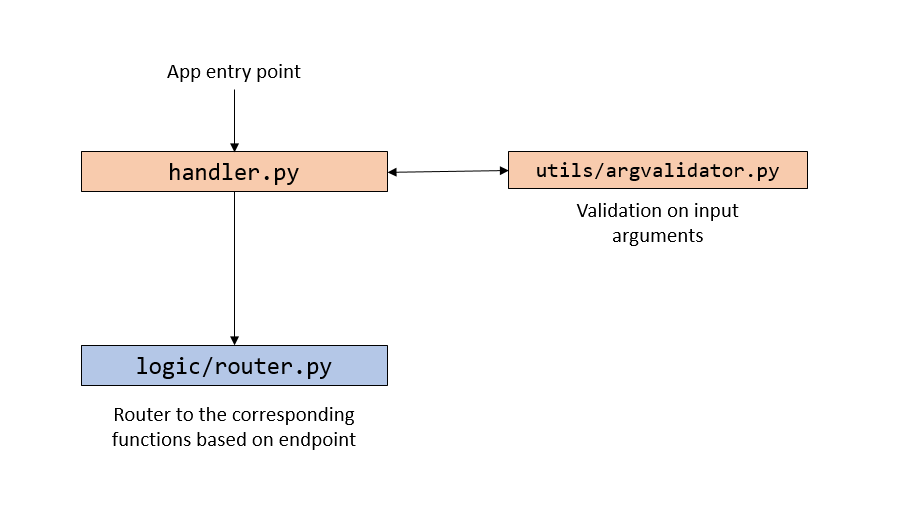 App entry point
handler.py
utils/argvalidator.py
Validation on input
arguments
logic/router.py
Router to the corresponding
functions based on endpoint